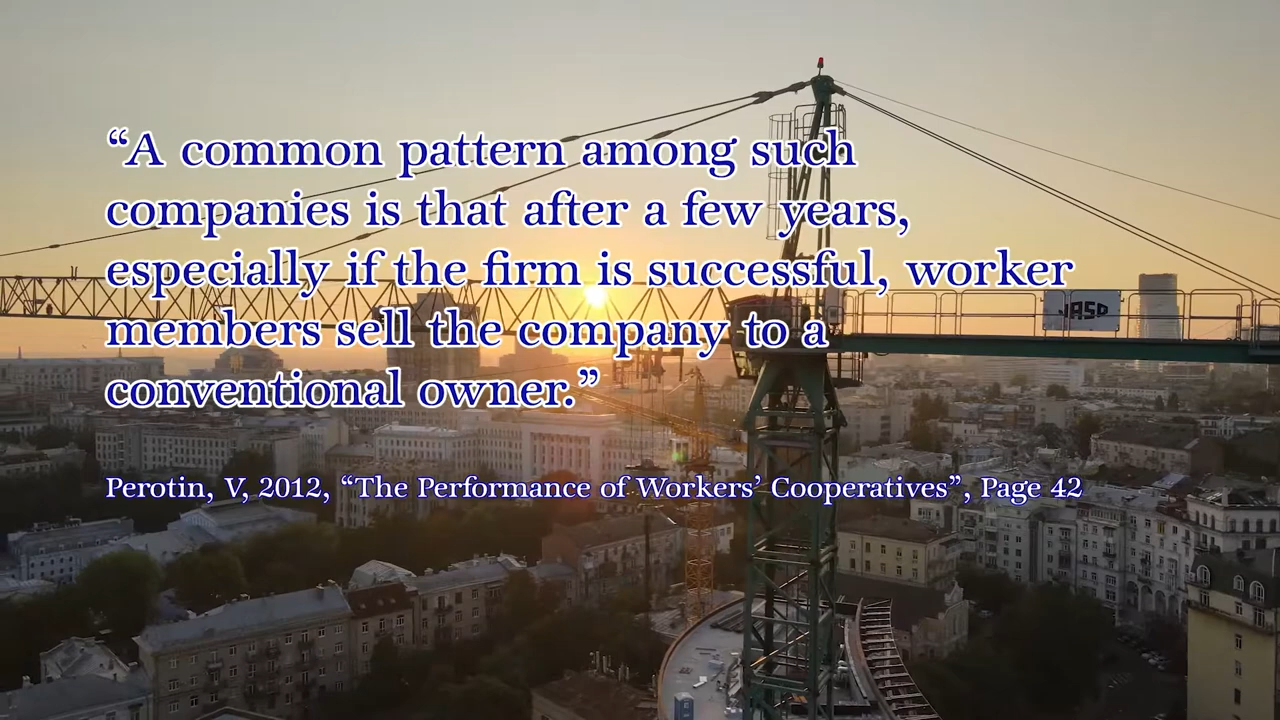 “A common pattern among such
companies is that after a few years,
especially if the firm is successful, worker
members sell the company to a
conventional owner.”
Perotin, V, 2012, “The Performance of Workers’ Cooperatives”, Page 42
JASO